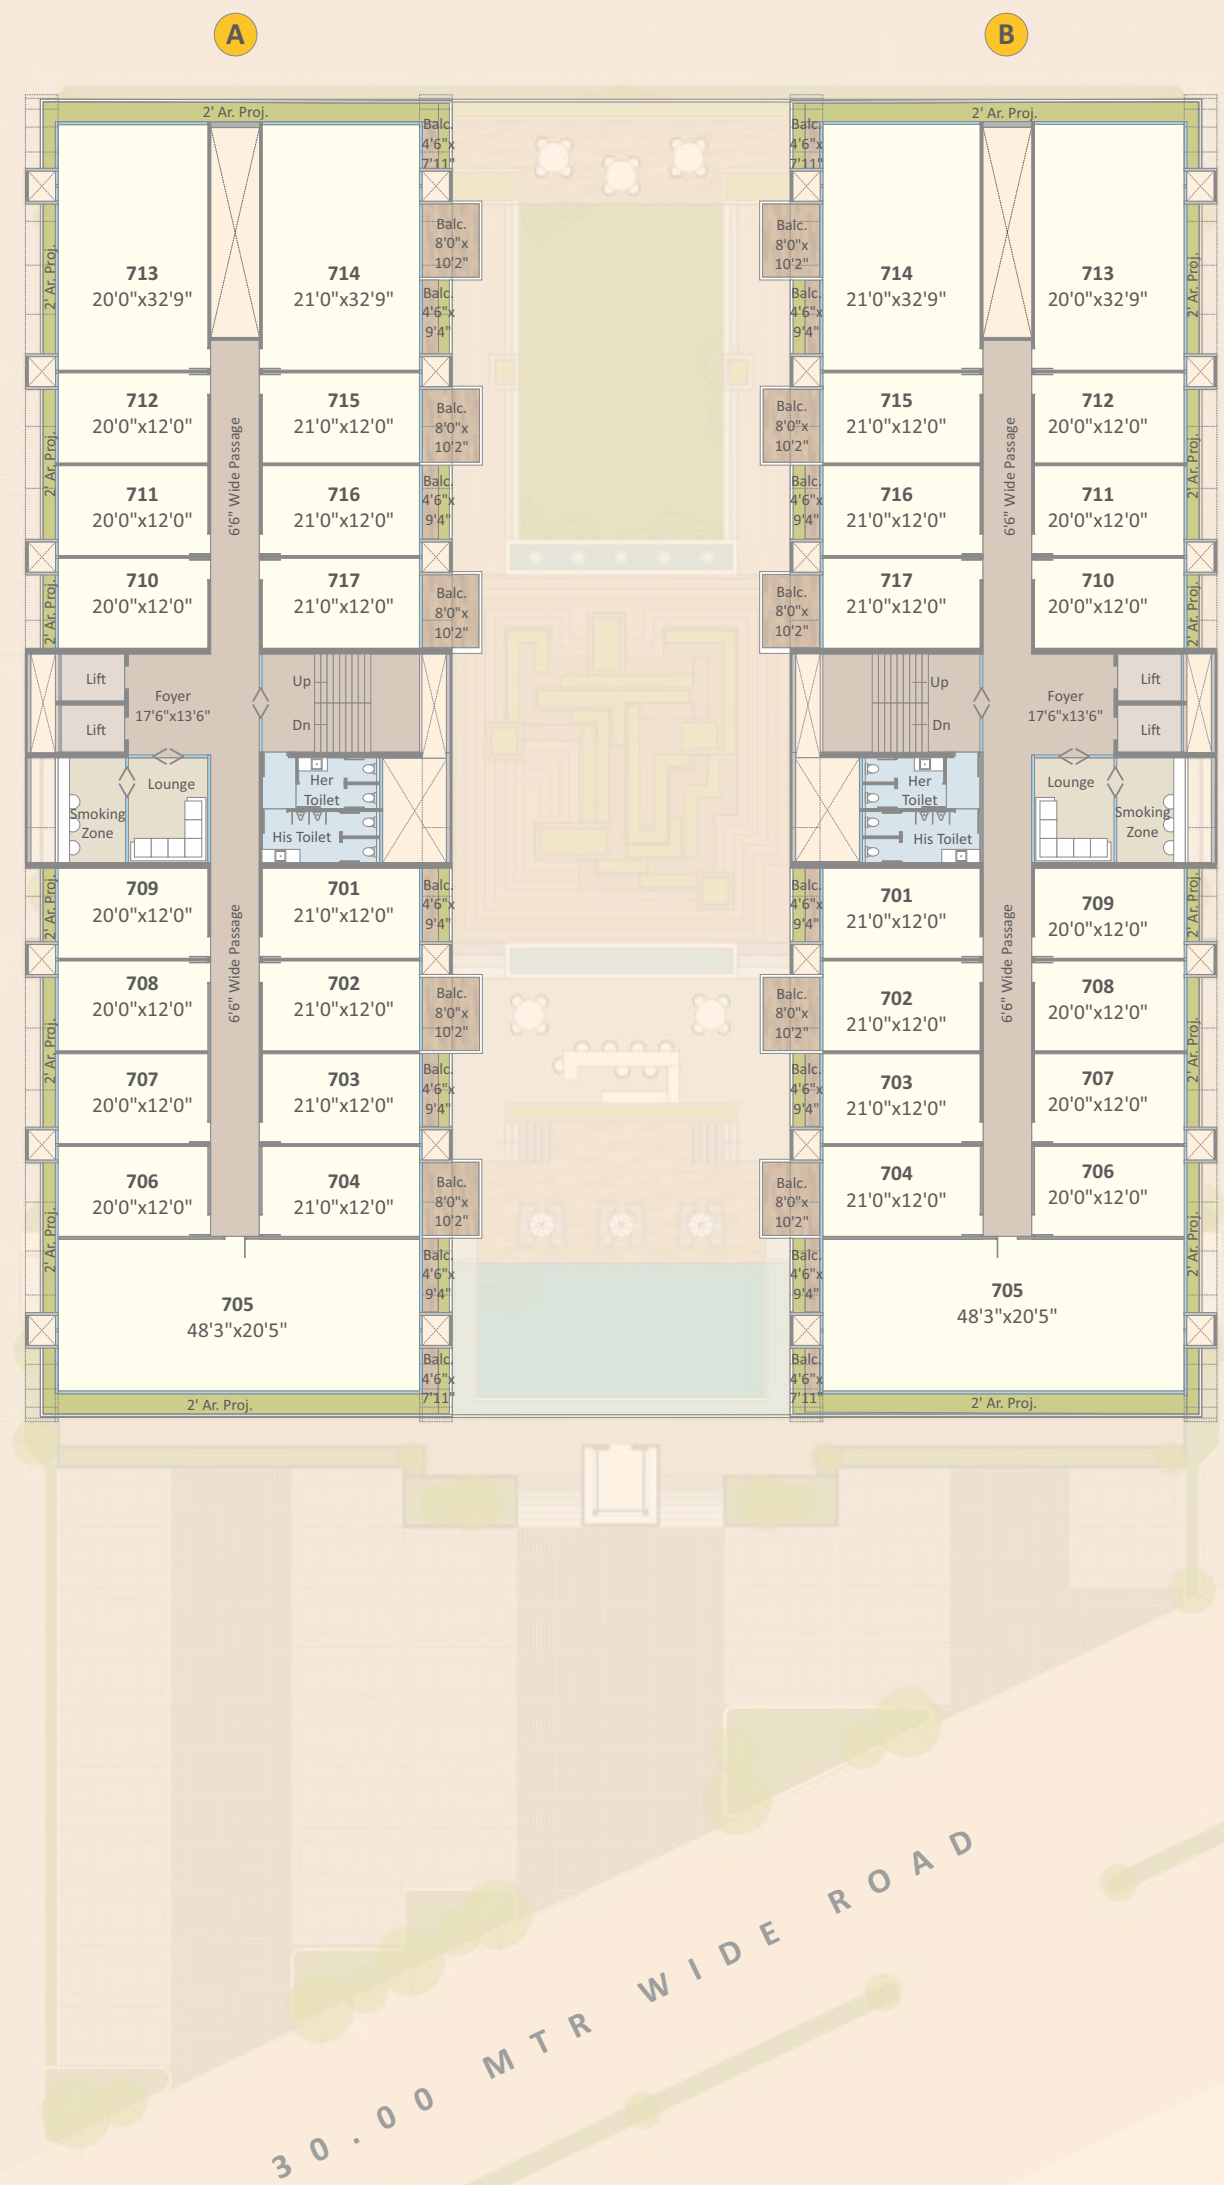 A
B
2' Ar. Proj.
2' Ar. Proj.
Balc.
4'6"x
7'11"
Balc.
4'6"x
7'11"
2' Ar. Proj.
713
20'0"x32'9"
714
21'0"x32'9"
Balc.
8'0"x
10'2"
Balc.
4'6"x
9'4"
Balc.
8'0"x
10'2"
Balc.
4'6"x
9'4"
714
21'0"x32'9"
713
20'0"x32'9"
2' Ar. Proj.
2' Ar. Proj.
712
20'0"x12'0"
6'6" Wide Passage
715
21'0"x12'0"
Balc.
8'0"x
10'2"
Balc.
8'0"x
10'2"
715
21'0"x12'0"
6'6" Wide Passage
712
20'0"x12'0"
2' Ar. Proj.
711
20'0"x12'0"
716
21'0"x12'0"
Balc.
4'6"x
9'4"
Balc.
4'6"x
9'4"
716
21'0"x12'0"
711
20'0"x12'0"
2' Ar. Proj.
710
20'0"x12'0"
717
21'0"x12'0"
Balc.
8'0"x
10'2"
Balc.
8'0"x
10'2"
717
21'0"x12'0"
710
20'0"x12'0"
2' Ar. Proj.
Lift
Lift
Foyer
17'6"x13'6"
Up
Dn
Up
Dn
Foyer
17'6"x13'6"
Lift
Lift
Smoking
Zone
Lounge
Her
Toilet
His Toilet
Her
Toilet
His Toilet
Lounge
Smoking
Zone
2' Ar. Proj.
709
20'0"x12'0"
701
21'0"x12'0"
Balc.
4'6"x
9'4"
Balc.
4'6"x
9'4"
701
21'0"x12'0"
709
20'0"x12'0"
2' Ar. Proj.
6'6" Wide Passage
6'6" Wide Passage
2' Ar. Proj.
708
20'0"x12'0"
702
21'0"x12'0"
Balc.
8'0"x
10'2"
Balc.
8'0"x
10'2"
702
21'0"x12'0"
708
20'0"x12'0"
2' Ar. Proj.
707
20'0"x12'0"
703
21'0"x12'0"
Balc.
4'6"x
9'4"
Balc.
4'6"x
9'4"
703
21'0"x12'0"
707
20'0"x12'0"
2' Ar. Proj.
706
20'0"x12'0"
704
21'0"x12'0"
Balc.
8'0"x
10'2"
Balc.
8'0"x
10'2"
704
21'0"x12'0"
706
20'0"x12'0"
2' Ar. Proj.
705
48'3"x20'5"
Balc.
4'6"x
9'4"
Balc.
4'6"x
7'11"
Balc.
4'6"x
9'4"
Balc.
4'6"x
7'11"
705
48'3"x20'5"
2' Ar. Proj.
2' Ar. Proj.
30.00 MTR WIDE ROAD